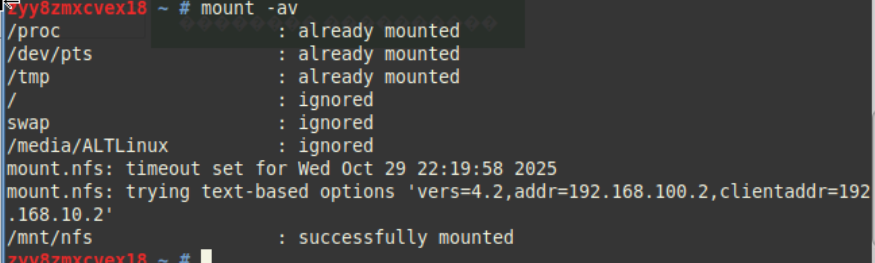 zyy8zmxcvex18 ~ # mount -av
/proc : already mounted
/dev/pts : already mounted
/tmp : already mounted
/ : ignored
swap : ignored
/media/ALTLinux : ignored
mount.nfs: timeout set for Wed Oct 29 22:19:58 2025
mount.nfs: trying text-based options 'vers=4.2,addr=192.168.100.2,clientaddr=192
.168.10.2'
/mnt/nfs : successfully mounted
zyy8zmxcvex18 ~ #